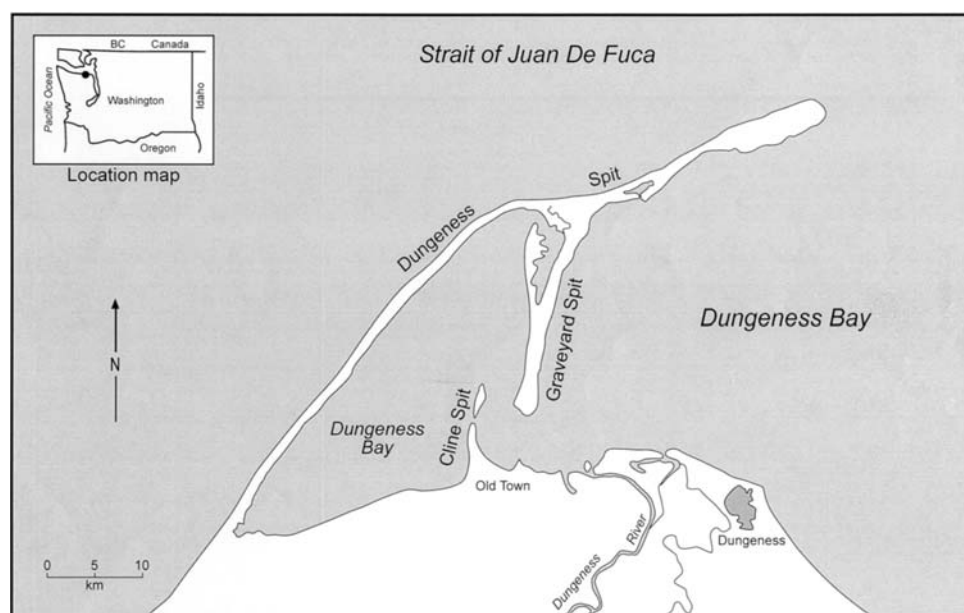 BC Canada
Pacific Ocean
Washington
Idaho
Oregon
Location map
Strait of Juan De Fuca
Spit
Dungeness
Graveyard Spit
Dungeness Bay
N
Cline Spit
Dungeness
Bay
Old Town
River
Dungeness
Dungeness
0 5 10
km